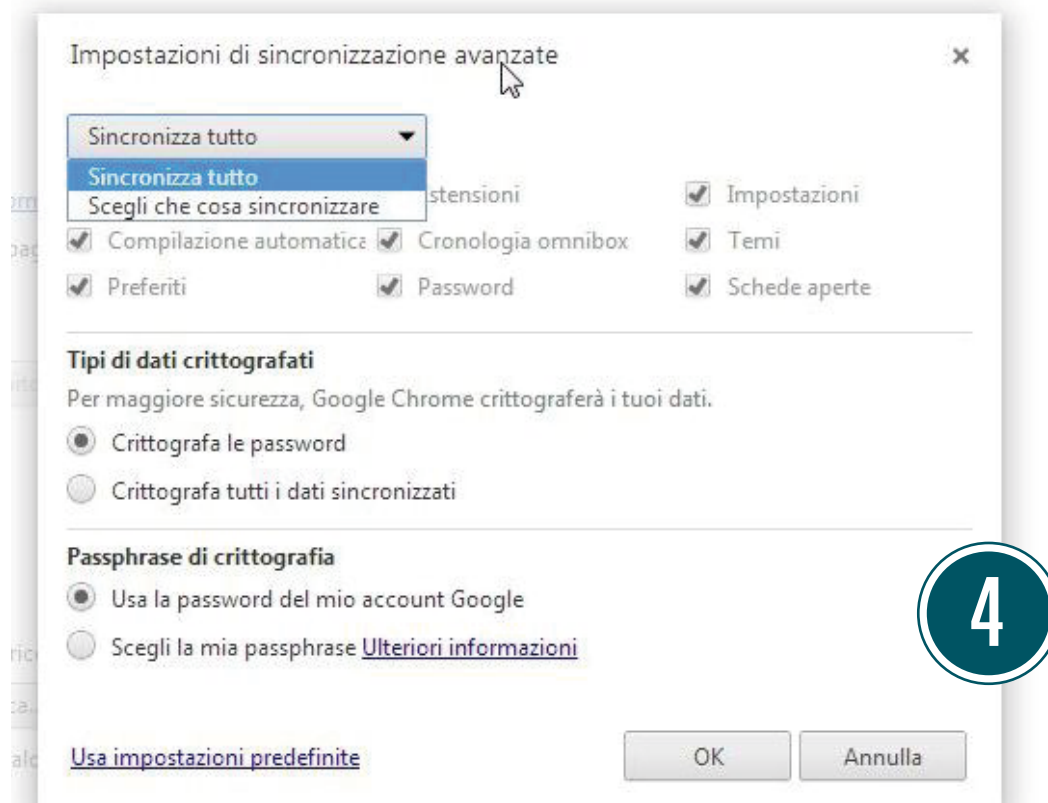 Impostazioni di sincronizzazione avanzate
Sincronizza tutto
Sincronizza tutto
Scegli che cosa sincronizzare
stensioni
Impostazioni
Compilazione automatica
Cronologia omnibox
Temi
Preferiti
Password
Schede aperte
Tipi di dati crittografati
Per maggiore sicurezza, Google Chrome crittograferà i tuoi dati.
Crittografa le password
Crittografa tutti i dati sincronizzati
Passphrase di crittografia
Usa la password del mio account Google
4
Scegli la mia passphrase Ulteriori informazioni
Usa impostazioni predefinite
OK
Annulla